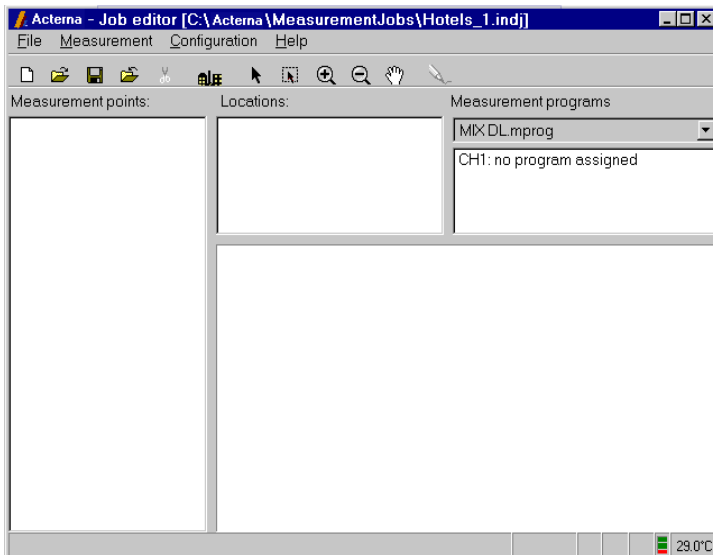 Acterna - Job editor [C:\Acterna\MeasurementJobs\Hotels_1.indj]
File Measurement Configuration Help
Measurement points: Locations: Measurement programs
MIX DL.mprog
CH1: no program assigned
29.0°C